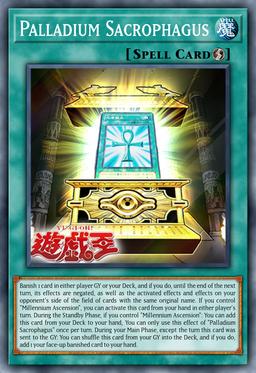 PALLADIUM SACROPHAGUS
魔
[SPELL CARD]
YU-GI-OH!
遊戯王
Banish 1 card in either player GY or your Deck, and if you do, until the end of the next
turn, its effects are negated, as well as the activated effects and effects on your
opponent's side of the field of cards with the same original name. If you control
"Millennium Ascension", you can activate this card from your hand in either player's
turn. During the Standby Phase, if you control "Millennium Ascension": You can add
this card from your Deck to your hand, You can only use this effect of "Palladium
Sacrophagus" once per turn. During your Main Phase, except the turn this card was
sent to the GY: You can shuffle this card from your GY into the Deck, and if you do,
add 1 your face-up banished card to your hand.